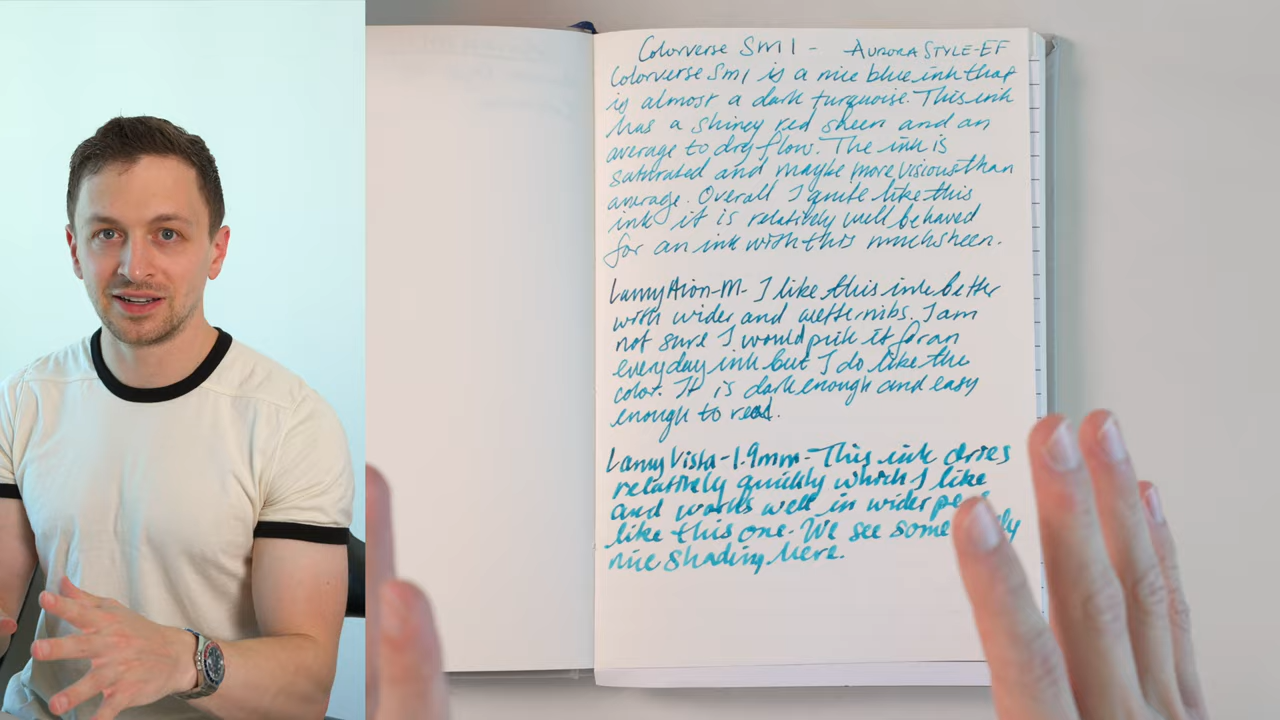 Colorverse SM 1 - AURORA STYLE-EF
Colorverse Sm1 is a nice blue ink that
is almost a dark turquoise. This ink
has a shiney red sheen and an
average to dry flow. The ink is
saturated and maybe more viscious than
average. Overall I quite like this
ink it is relatively well behaved
for an ink with this much sheen.
Lamy Aion-M- I like this ink better
with wider and wetter nibs. I am
not sure I would pick it for an
everyday ink but I do like the
color. It is dark enough and easy
enough to read.
Lamy Vista-1.9mm-This ink dries
relatively quickly which I like
and works well in wider
like this one. We see some
nice shading here.